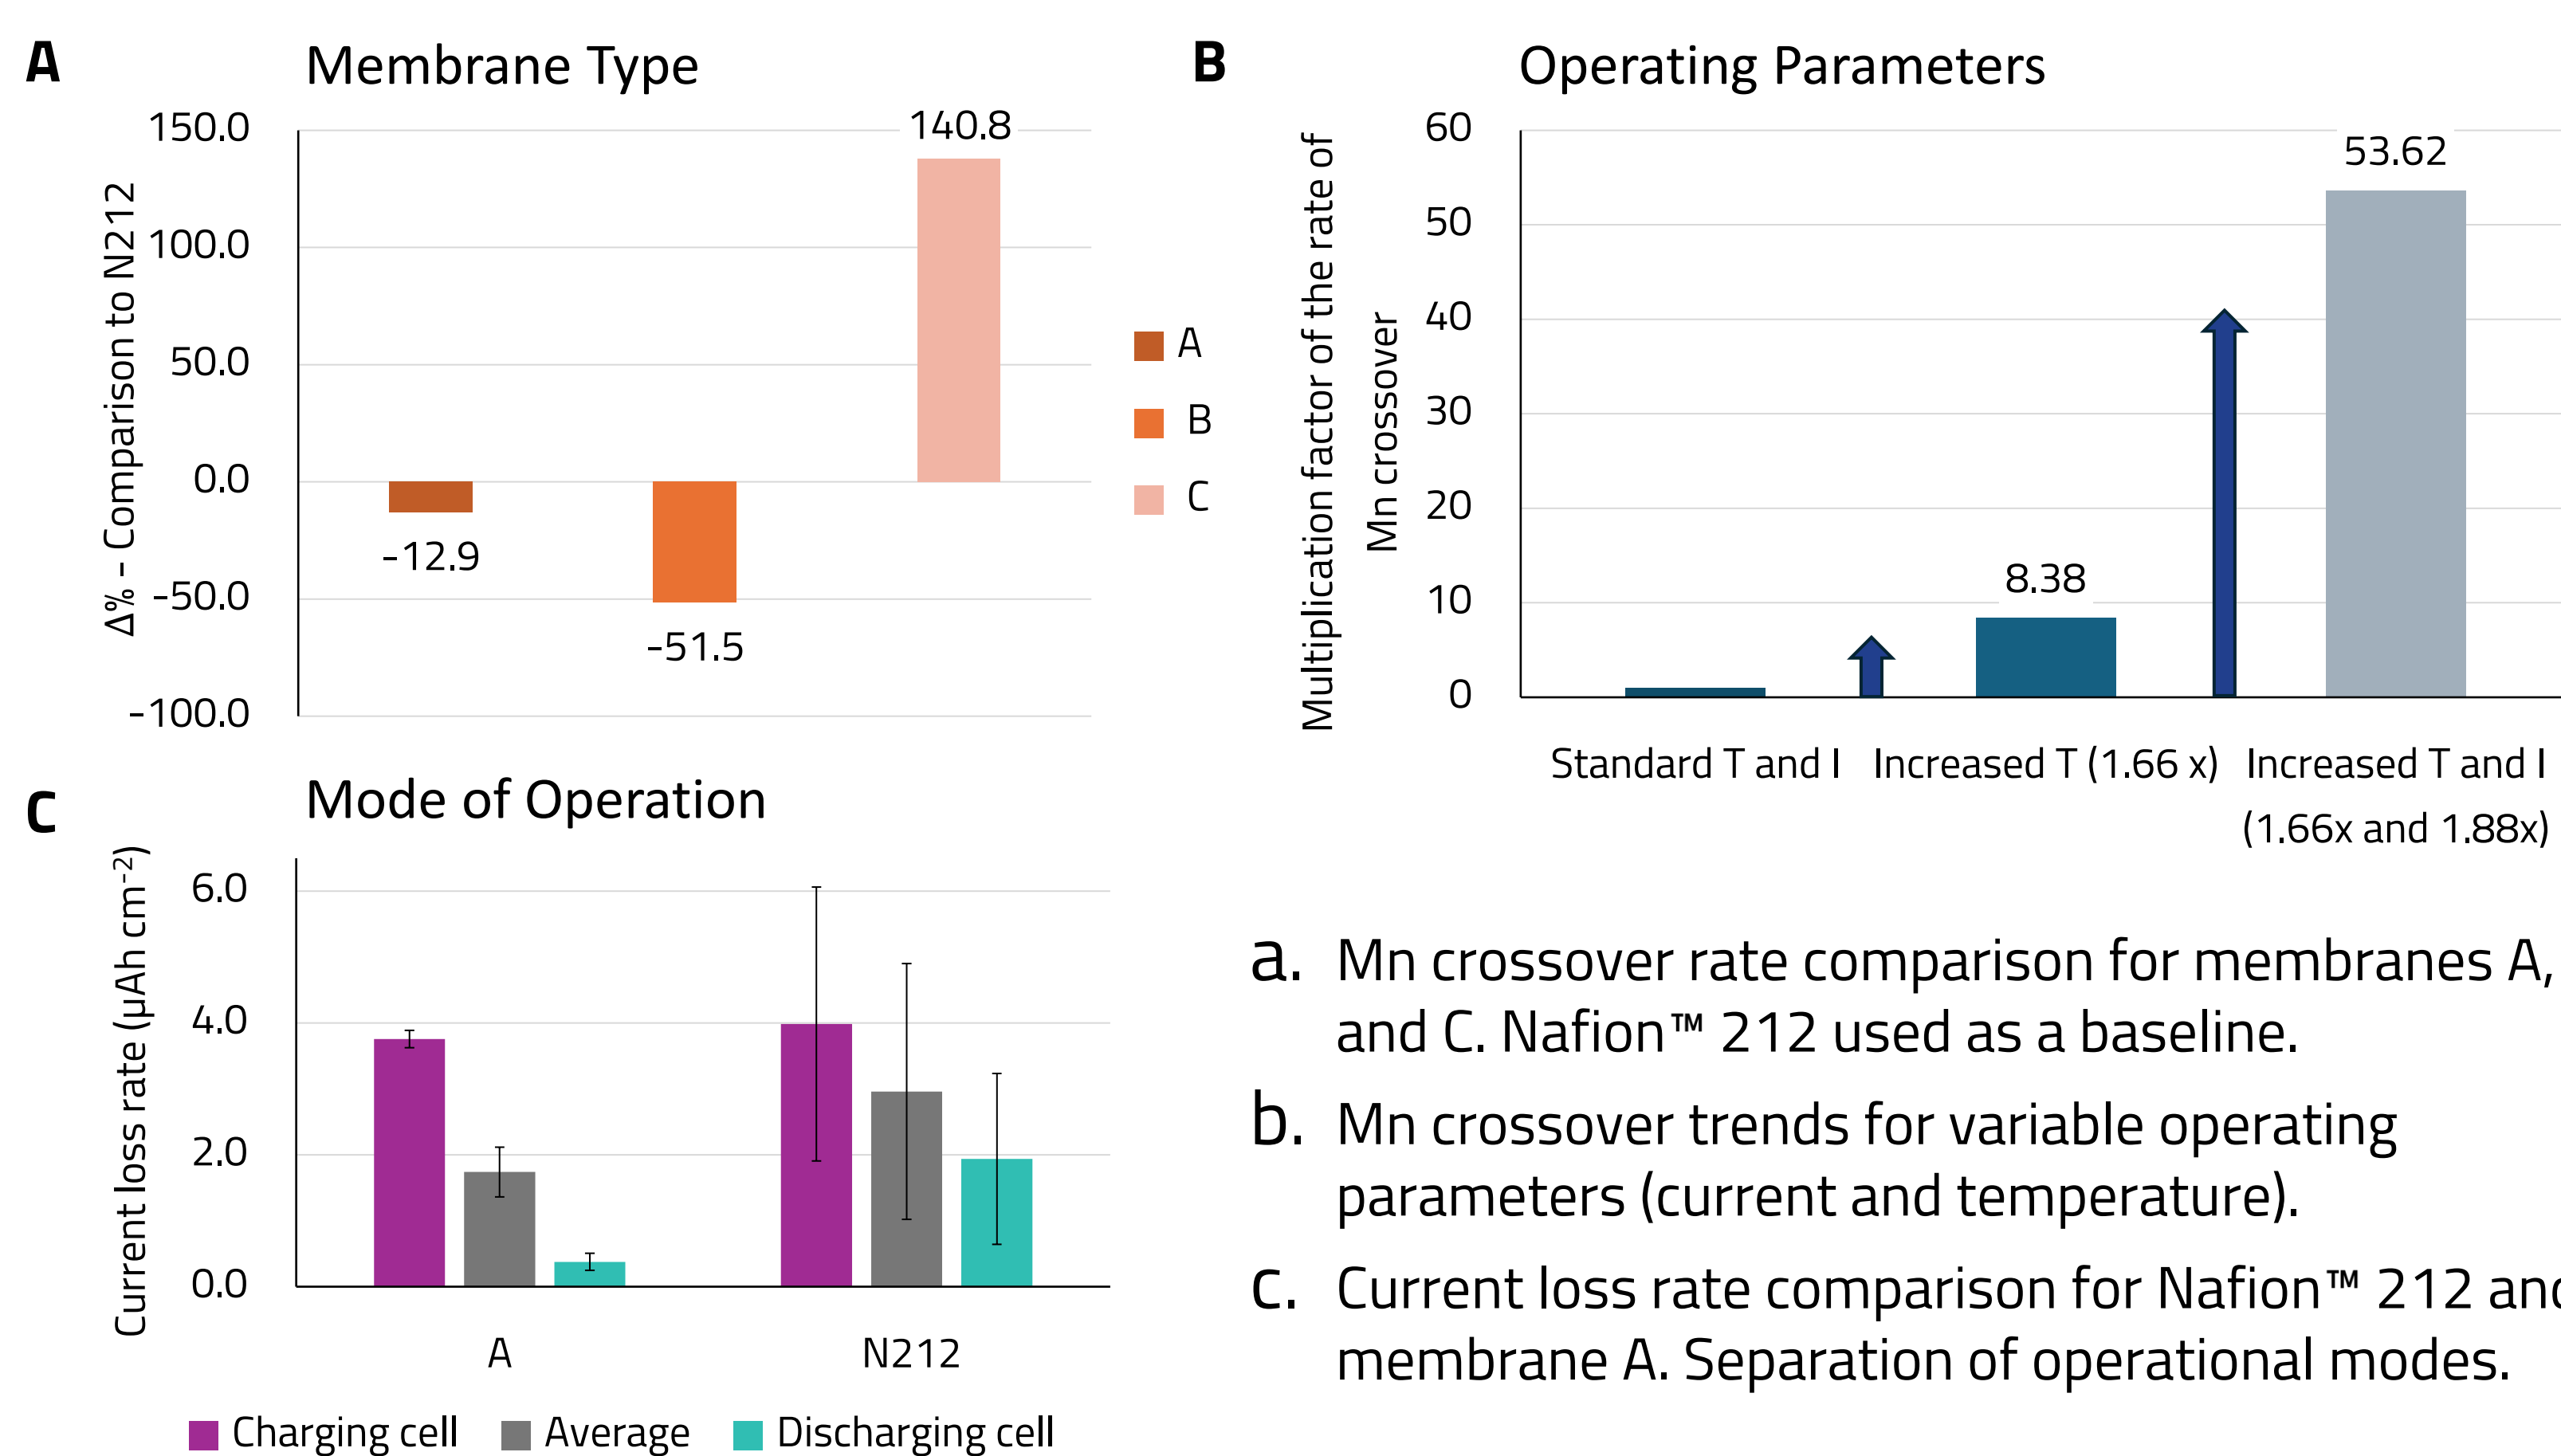 A
Membrane Type
Δ% - Comparison to N212
150.0
100.0
50.0
0.0
-50.0
-100.0
140.8
-12.9
-51.5
A
B
C
B
Operating Parameters
Multiplication factor of the rate of
Mn crossover
60
50
40
30
20
10
0
53.62
8.38
Standard T and I
Increased T (1.66 x)
Increased T and I
(1.66x and 1.88x)
C
Mode of Operation
Current loss rate (µAh cm⁻²)
6.0
4.0
2.0
0.0
A
N212
Charging cell
Average
Discharging cell
a. Mn crossover rate comparison for membranes A,
and C. Nafion™ 212 used as a baseline.
b. Mn crossover trends for variable operating
parameters (current and temperature).
c. Current loss rate comparison for Nafion™ 212
membrane A. Separation of operational modes.